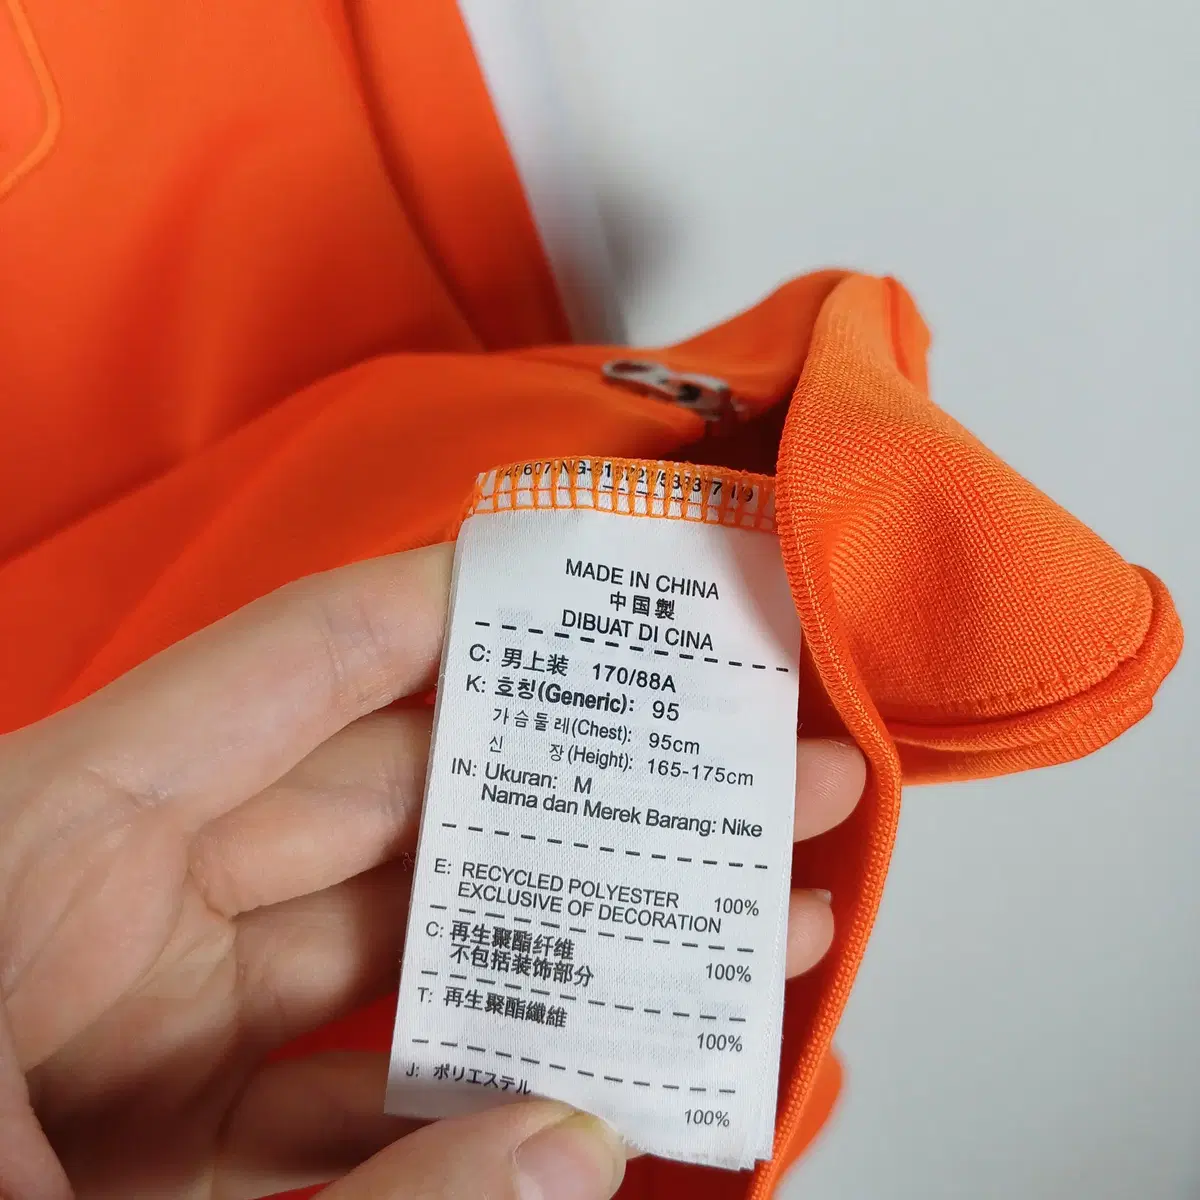 MADE IN CHINA
中国製
DIBUAT DI CINA
C: 男上装 170/88A
K: 호칭(Generic): 95
가슴둘레(Chest): 95cm
신 장(Height): 165-175cm
IN: Ukuran: M
Nama dan Merek Barang: Nike
E: RECYCLED POLYESTER 100%
EXCLUSIVE OF DECORATION
C: 再生聚酯纤维 100%
不包括装饰部分
T: 再生聚酯纖維 100%
J: ポリエステル 100%